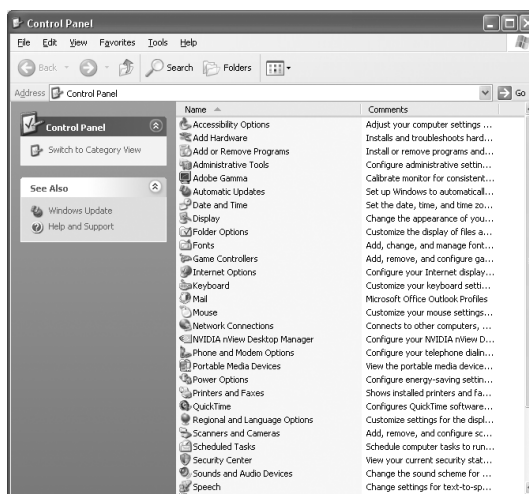 Control Panel
File Edit View Favorites Tools Help
Back Search Folders
Address Control Panel Go
Control Panel
Switch to Category View
See Also
Windows Update
Help and Support
Name Comments
Accessibility Options Adjust your computer settings ...
Add Hardware Installs and troubleshoots hard...
Add or Remove Programs Install or remove programs and...
Administrative Tools Configure administrative settin...
Adobe Gamma Calibrate monitor for consistent...
Automatic Updates Set up Windows to automaticall...
Date and Time Set the date, time, and time zo...
Display Change the appearance of you...
Folder Options Customize the display of files a...
Fonts Add, change, and manage font...
Game Controllers Add, remove, and configure ga...
Internet Options Configure your Internet display...
Keyboard Customize your keyboard setti...
Mail Microsoft Office Outlook Profiles
Mouse Customize your mouse settings...
Network Connections Connects to other computers, ...
NVIDIA nView Desktop Manager Configure your NVIDIA nView D...
Phone and Modem Options Configure your telephone dialin...
Portable Media Devices View the portable media device...
Power Options Configure energy-saving settin...
Printers and Faxes Shows installed printers and fa...
QuickTime Configures QuickTime software...
Regional and Language Options Customize settings for the displ...
Scanners and Cameras Add, remove, and configure sc...
Scheduled Tasks Schedule computer tasks to run...
Security Center View your current security stat...
Sounds and Audio Devices Change the sound scheme for ...
Speech Change settings for text-to-sp...